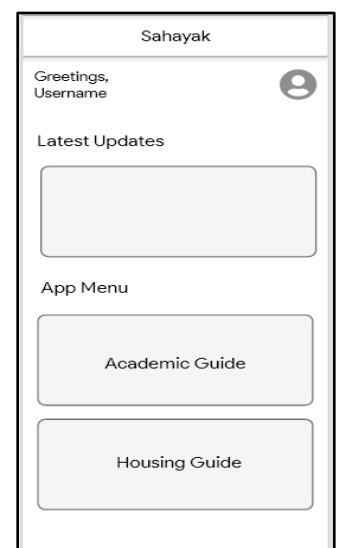 Sahayak
Greetings,
Username
Latest Updates
App Menu
Academic Guide
Housing Guide